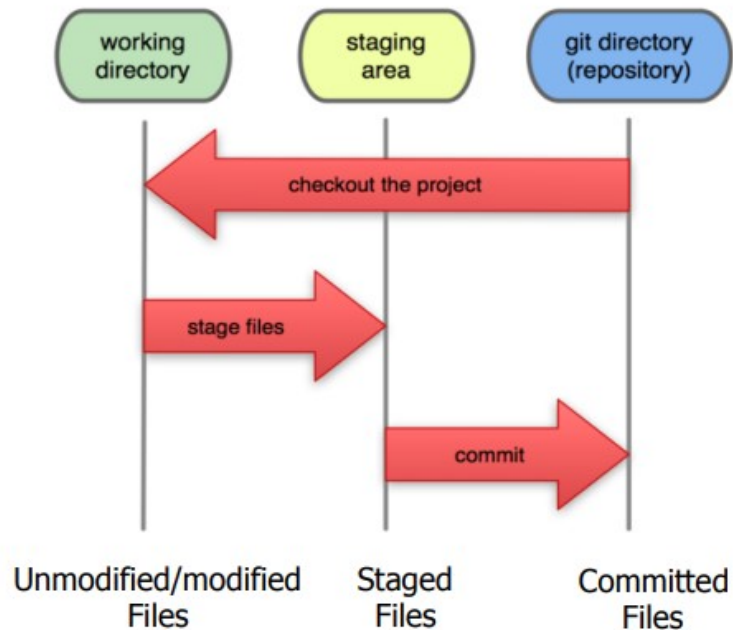 working
directory
staging
area
git directory
(repository)
checkout the project
stage files
commit
Unmodified/modified
Files
Staged
Files
Committed
Files